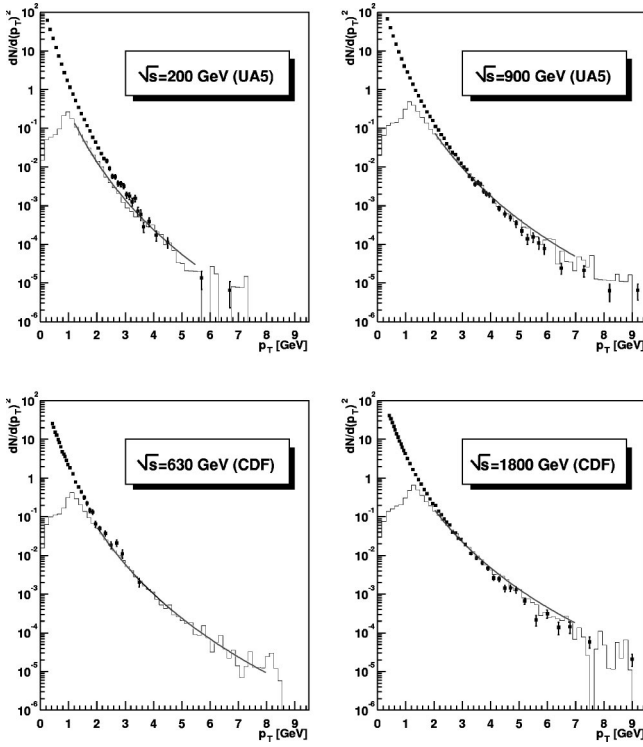 dN/d(p_T)^2
10^2
10
1
10^-1
10^-2
10^-3
10^-4
10^-5
10^-6
√s=200 GeV (UA5)
0 1 2 3 4 5 6 7 8 9
p_T [GeV]
dN/d(p_T)^2
10^2
10
1
10^-1
10^-2
10^-3
10^-4
10^-5
10^-6
√s=900 GeV (UA5)
0 1 2 3 4 5 6 7 8 9
p_T [GeV]
dN/d(p_T)^2
10^2
10
1
10^-1
10^-2
10^-3
10^-4
10^-5
10^-6
√s=630 GeV (CDF)
0 1 2 3 4 5 6 7 8 9
p_T [GeV]
dN/d(p_T)^2
10^2
10
1
10^-1
10^-2
10^-3
10^-4
10^-5
10^-6
√s=1800 GeV (CDF)
0 1 2 3 4 5 6 7 8 9
p_T [GeV]